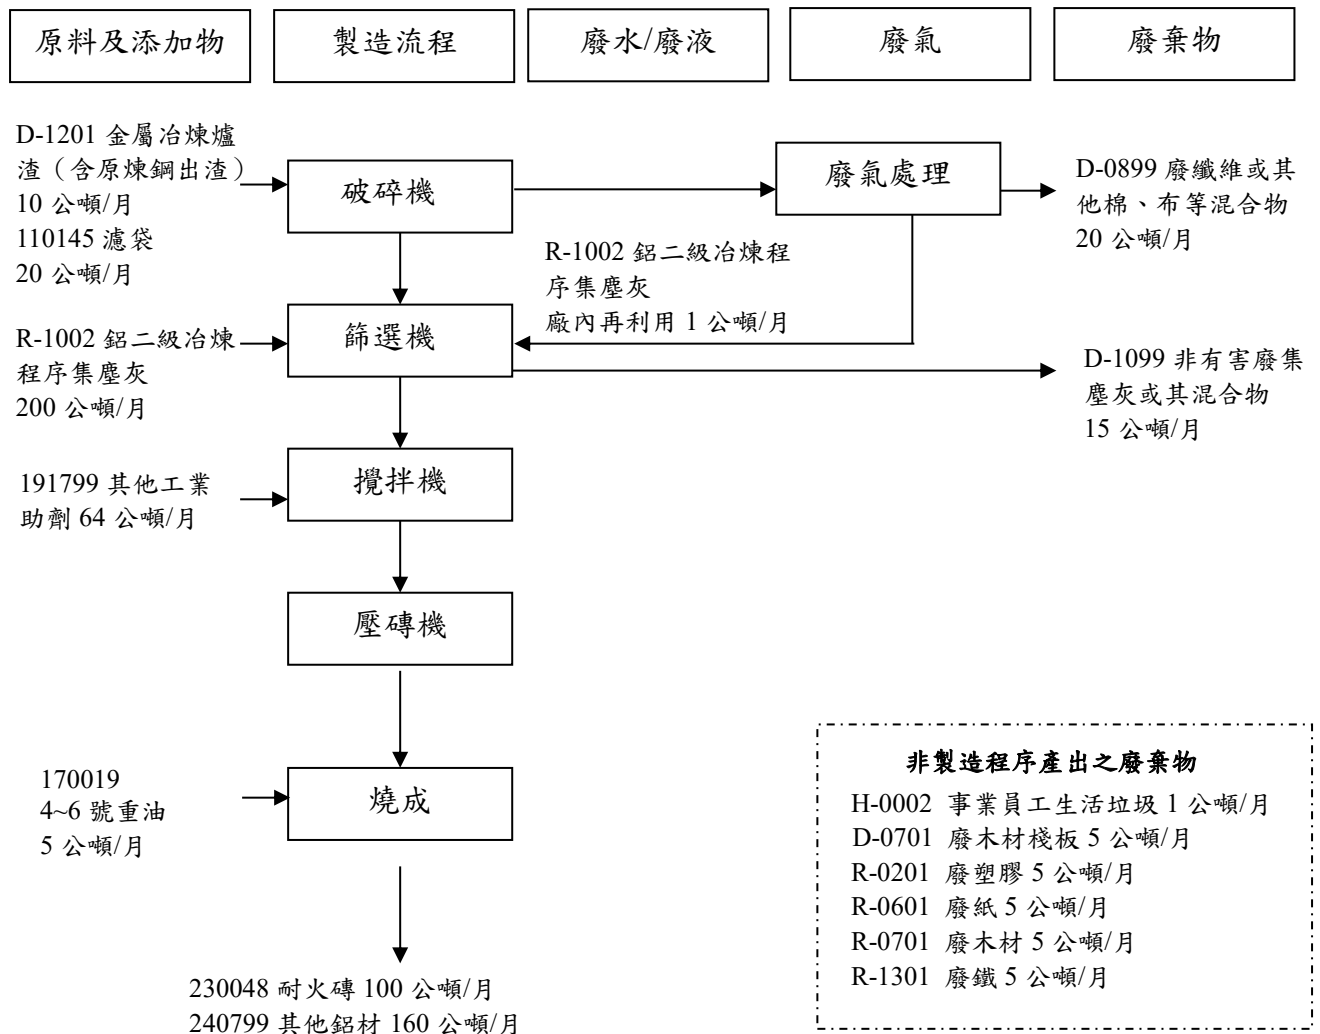 原料及添加物
製造流程
廢水/廢液
廢氣
廢棄物
D-1201 金屬冶煉爐
渣（含原煉鋼出渣）
10 公噸/月
110145 濾袋
20 公噸/月
破碎機
廢氣處理
D-0899 廢纖維或其
他棉、布等混合物
20 公噸/月
R-1002 鋁二級冶煉程
序集塵灰
廠內再利用 1 公噸/月
R-1002 鋁二級冶煉
程序集塵灰
200 公噸/月
篩選機
D-1099 非有害廢集
塵灰或其混合物
15 公噸/月
191799 其他工業
助劑 64 公噸/月
攪拌機
壓磚機
170019
4~6 號重油
5 公噸/月
燒成
230048 耐火磚 100 公噸/月
240799 其他鋁材 160 公噸/月
非製造程序產出之廢棄物
H-0002 事業員工生活垃圾 1 公噸/月
D-0701 廢木材棧板 5 公噸/月
R-0201 廢塑膠 5 公噸/月
R-0601 廢紙 5 公噸/月
R-0701 廢木材 5 公噸/月
R-1301 廢鐵 5 公噸/月